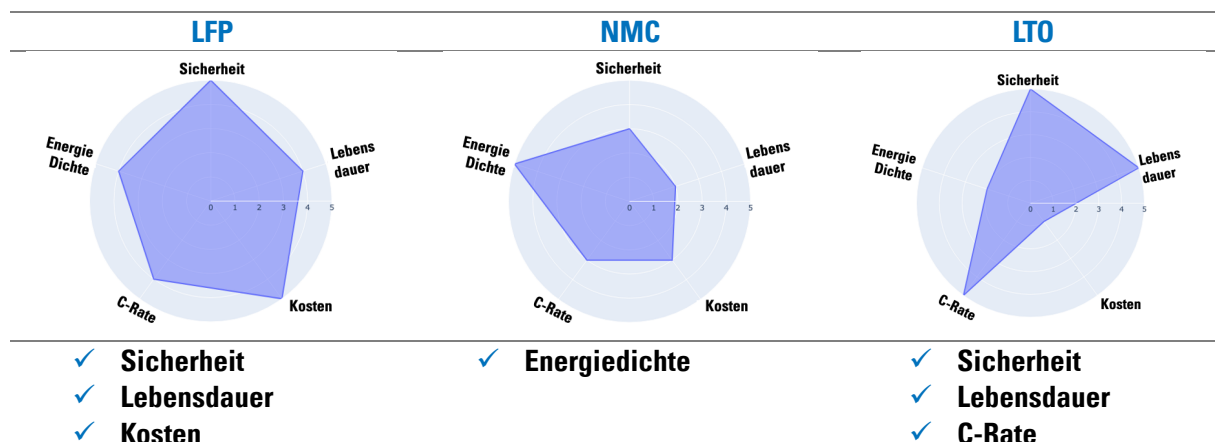 LFP
NMC
LTO
Sicherheit
Energie
Dichte
Lebens
dauer
0 1 2 3 4 5
C-Rate
Kosten
Sicherheit
Energie
Dichte
Lebens
dauer
0 1 2 3 4 5
C-Rate
Kosten
Sicherheit
Energie
Dichte
Lebens
dauer
0 1 2 3 4 5
C-Rate
Kosten
✓ Sicherheit
✓ Lebensdauer
✓ Kosten
✓ Energiedichte
✓ Sicherheit
✓ Lebensdauer
✓ C-Rate